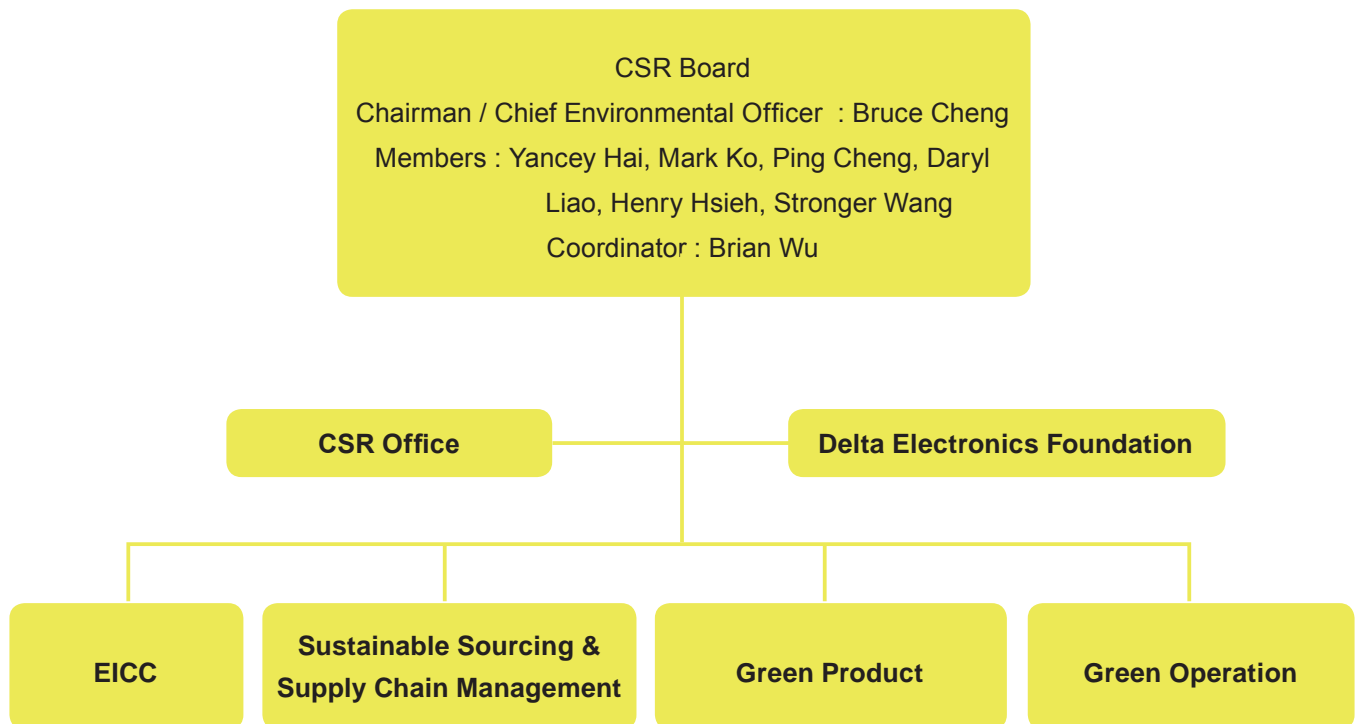 CSR Board
Chairman / Chief Environmental Officer : Bruce Cheng
Members : Yancey Hai, Mark Ko, Ping Cheng, Daryl
Liao, Henry Hsieh, Stronger Wang
Coordinator : Brian Wu
CSR Office
Delta Electronics Foundation
EICC
Sustainable Sourcing &
Supply Chain Management
Green Product
Green Operation